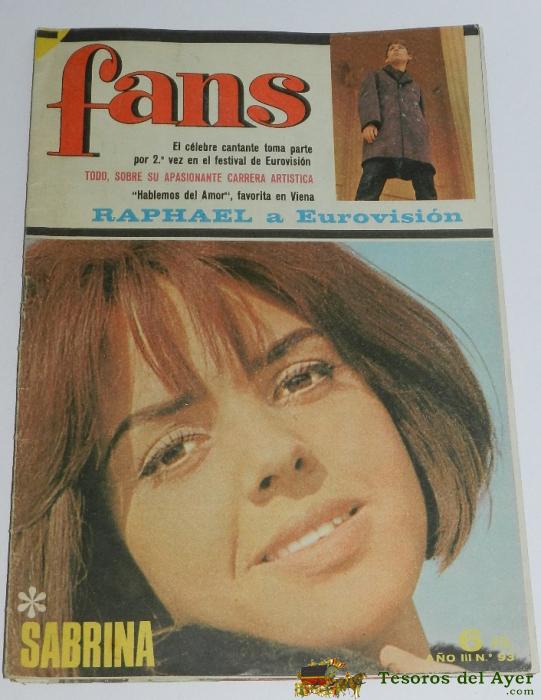 fans
El célebre cantante toma parte
por 2.ª vez en el festival de Eurovisión
TODO, SOBRE SU APASIONANTE CARRERA ARTISTICA
"Hablemos del Amor", favorita en Viena
RAPHAEL a Eurovisión
* SABRINA
6
AÑO III N.° 93
Tesoros del Ayer
.com